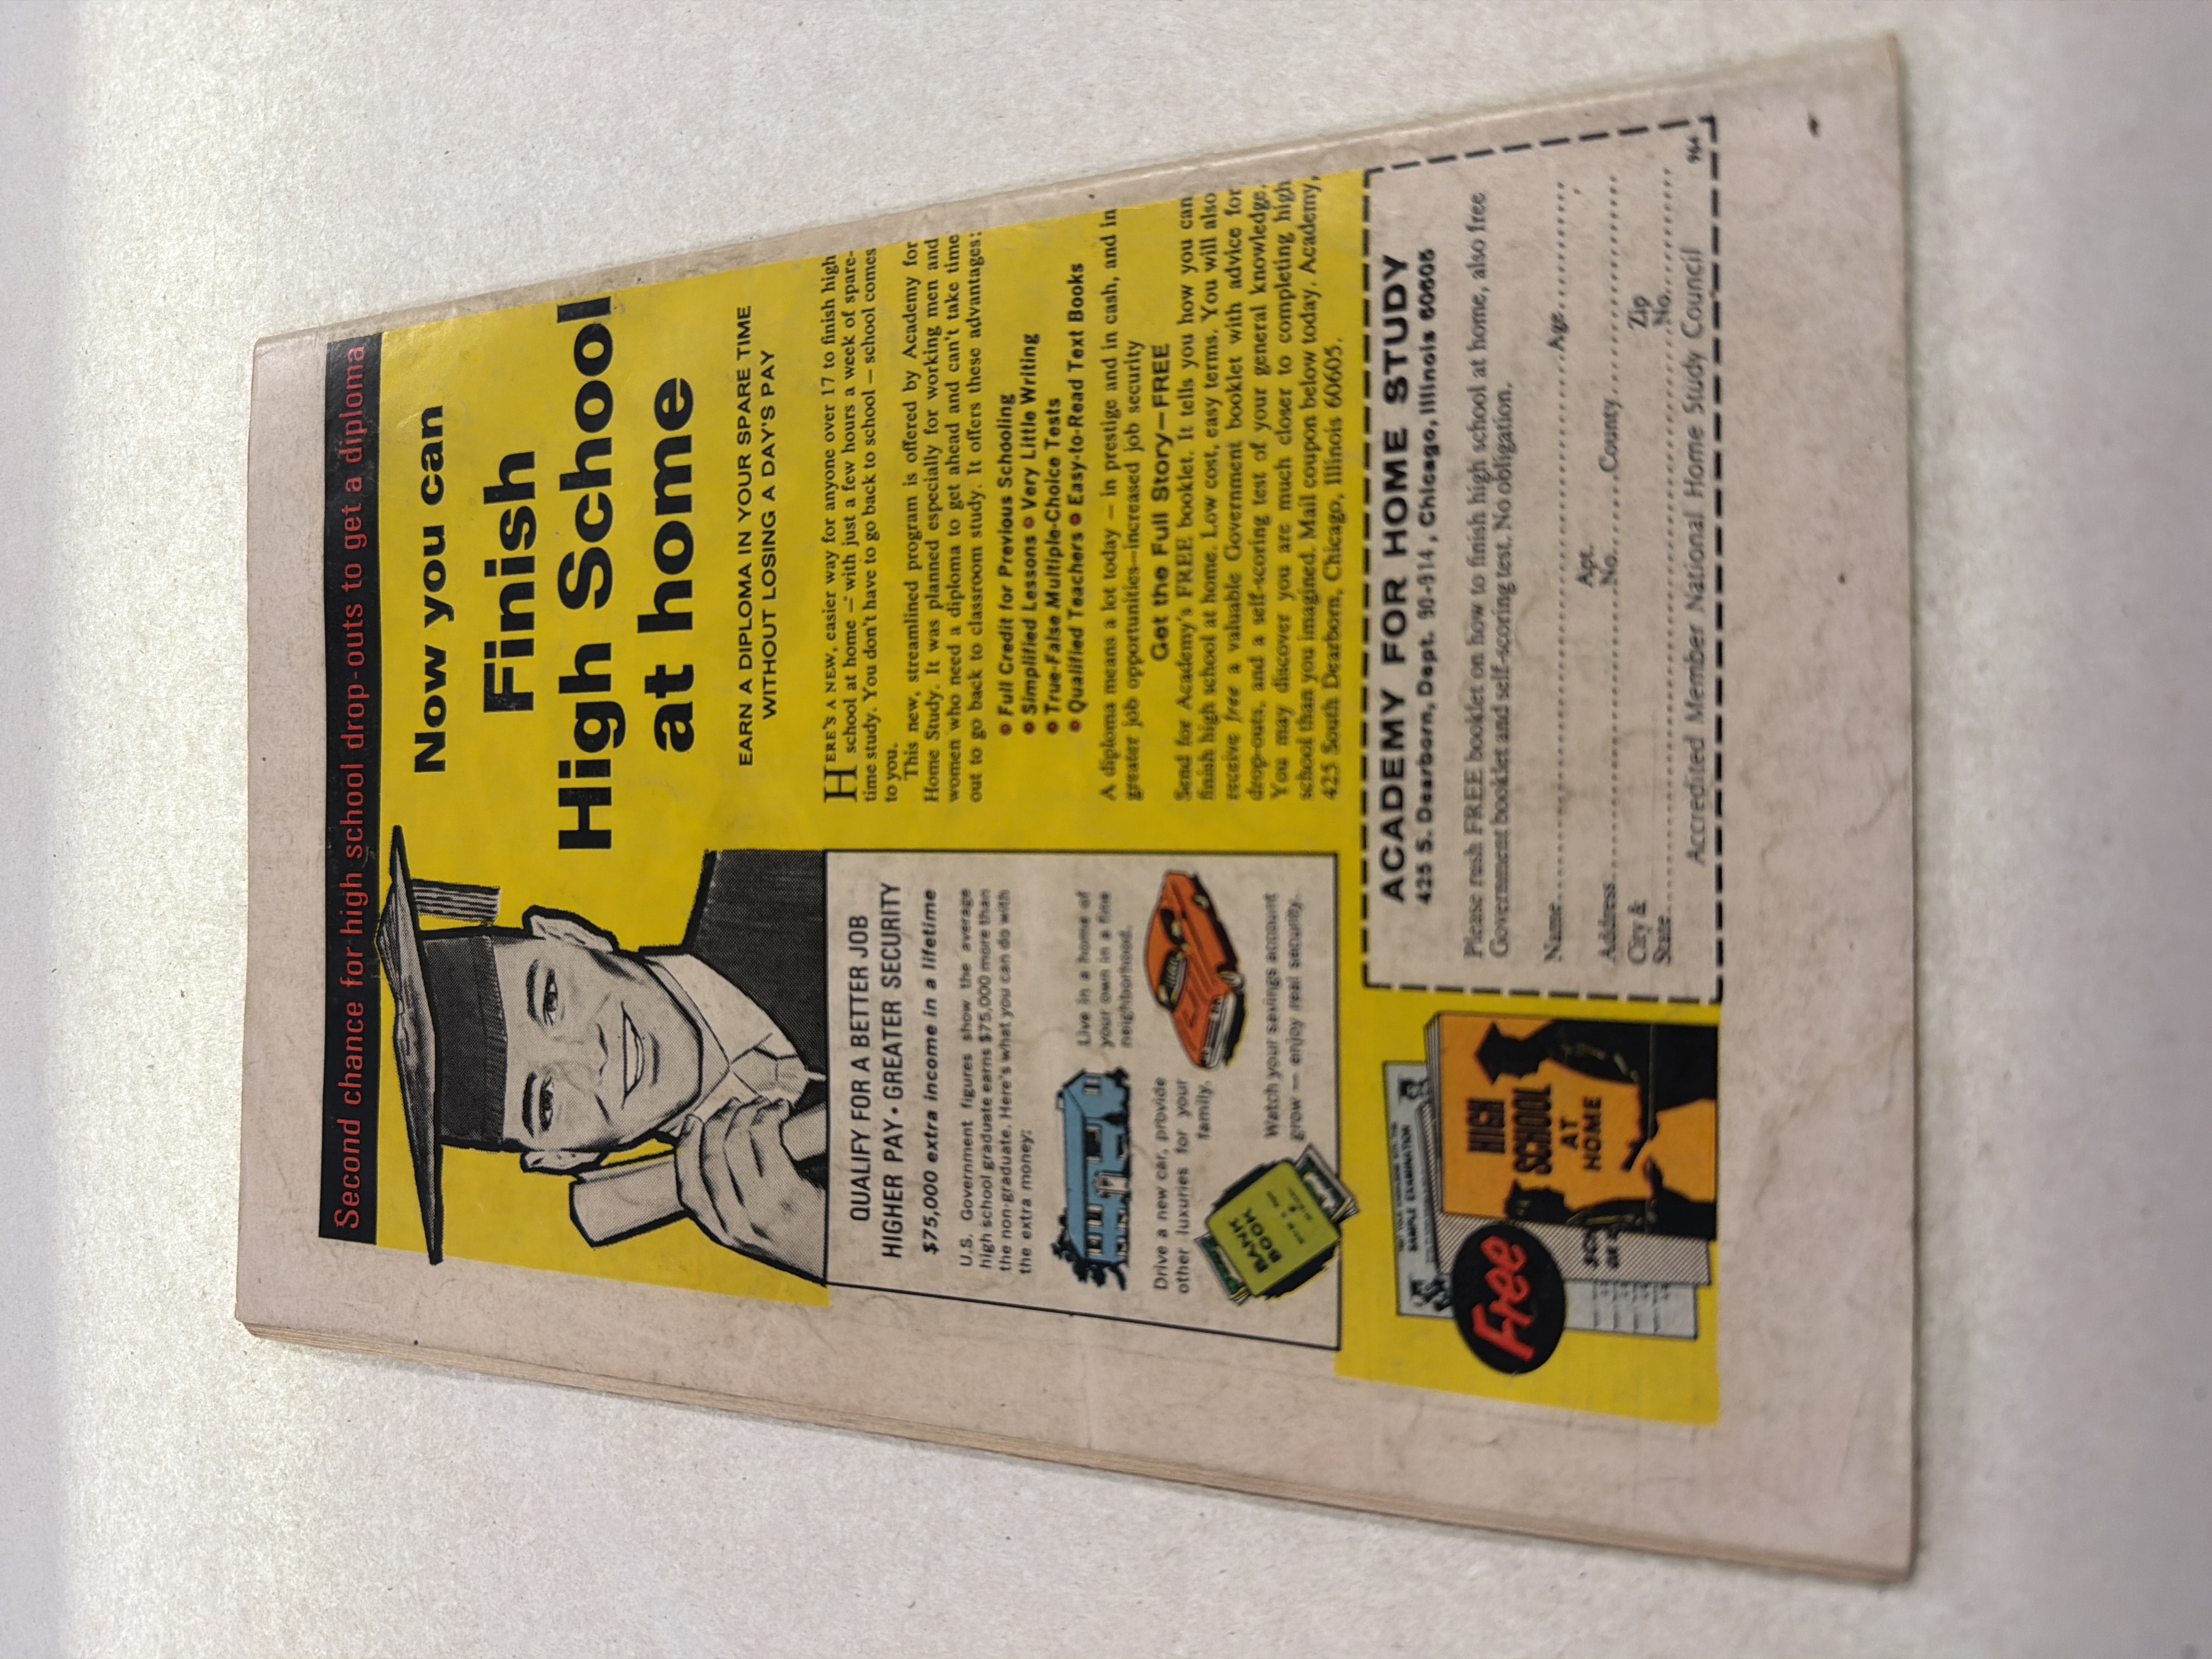 Second chance for high school drop-outs to get a diploma
Now you can
Finish
High School
at home
EARN A DIPLOMA IN YOUR SPARE TIME
WITHOUT LOSING A DAY'S PAY
HERE'S A NEW, easier way for anyone over 17 to finish high
school at home — with just a few hours a week of spare-
time study. You don't have to go back to school — school comes
to you.
This new, streamlined program is offered by Academy for
Home Study. It was planned especially for working men and
women who need a diploma to get ahead and can't take time
out to go back to classroom study. It offers these advantages:
• Full Credit for Previous Schooling
• Simplified Lessons • Very Little Writing
• True-False Multiple-Choice Tests
• Qualified Teachers • Easy-to-Read Text Books
A diploma means a lot today — in prestige and in cash, and in
greater job opportunities—increased job security
Get the Full Story—FREE
Send for Academy's FREE booklet. It tells you how you can
finish high school at home. Low cost, easy terms. You will also
receive free a valuable Government booklet with advice for
drop-outs, and a self-scoring test of your general knowledge.
You may discover you are much closer to completing high
school than you imagined. Mail coupon below today. Academy,
425 South Dearborn, Chicago, Illinois 60605.
QUALIFY FOR A BETTER JOB
HIGHER PAY • GREATER SECURITY
$75,000 extra income in a lifetime
U.S. Government figures show the average
high school graduate earns $75,000 more than
the non-graduate. Here's what you can do with
the extra money:
Live in a home of
your own in a fine
neighborhood.
Drive a new car, provide
other luxuries for your
family.
Watch your savings account
grow — enjoy real security.
BANK
BOOK
SAMPLE EXAMINATION
HIGH
SCHOOL
AT
HOME
Free
ACADEMY FOR HOME STUDY
425 S. Dearborn, Dept. 90-914, Chicago, Illinois 60605
Please rush FREE booklet on how to finish high school at home, also free
Government booklet and self-scoring test. No obligation.
Name Age
Apt.
Address No. County
City & Zip
State No.
Accredited Member National Home Study Council 964